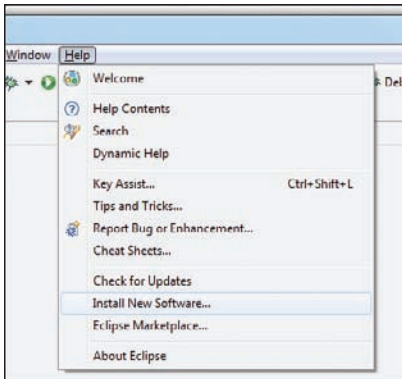 Window Help
Welcome
Help Contents
Search
Dynamic Help
Key Assist... Ctrl+Shift+L
Tips and Tricks...
Report Bug or Enhancement...
Cheat Sheets...
Check for Updates
Install New Software...
Eclipse Marketplace...
About Eclipse